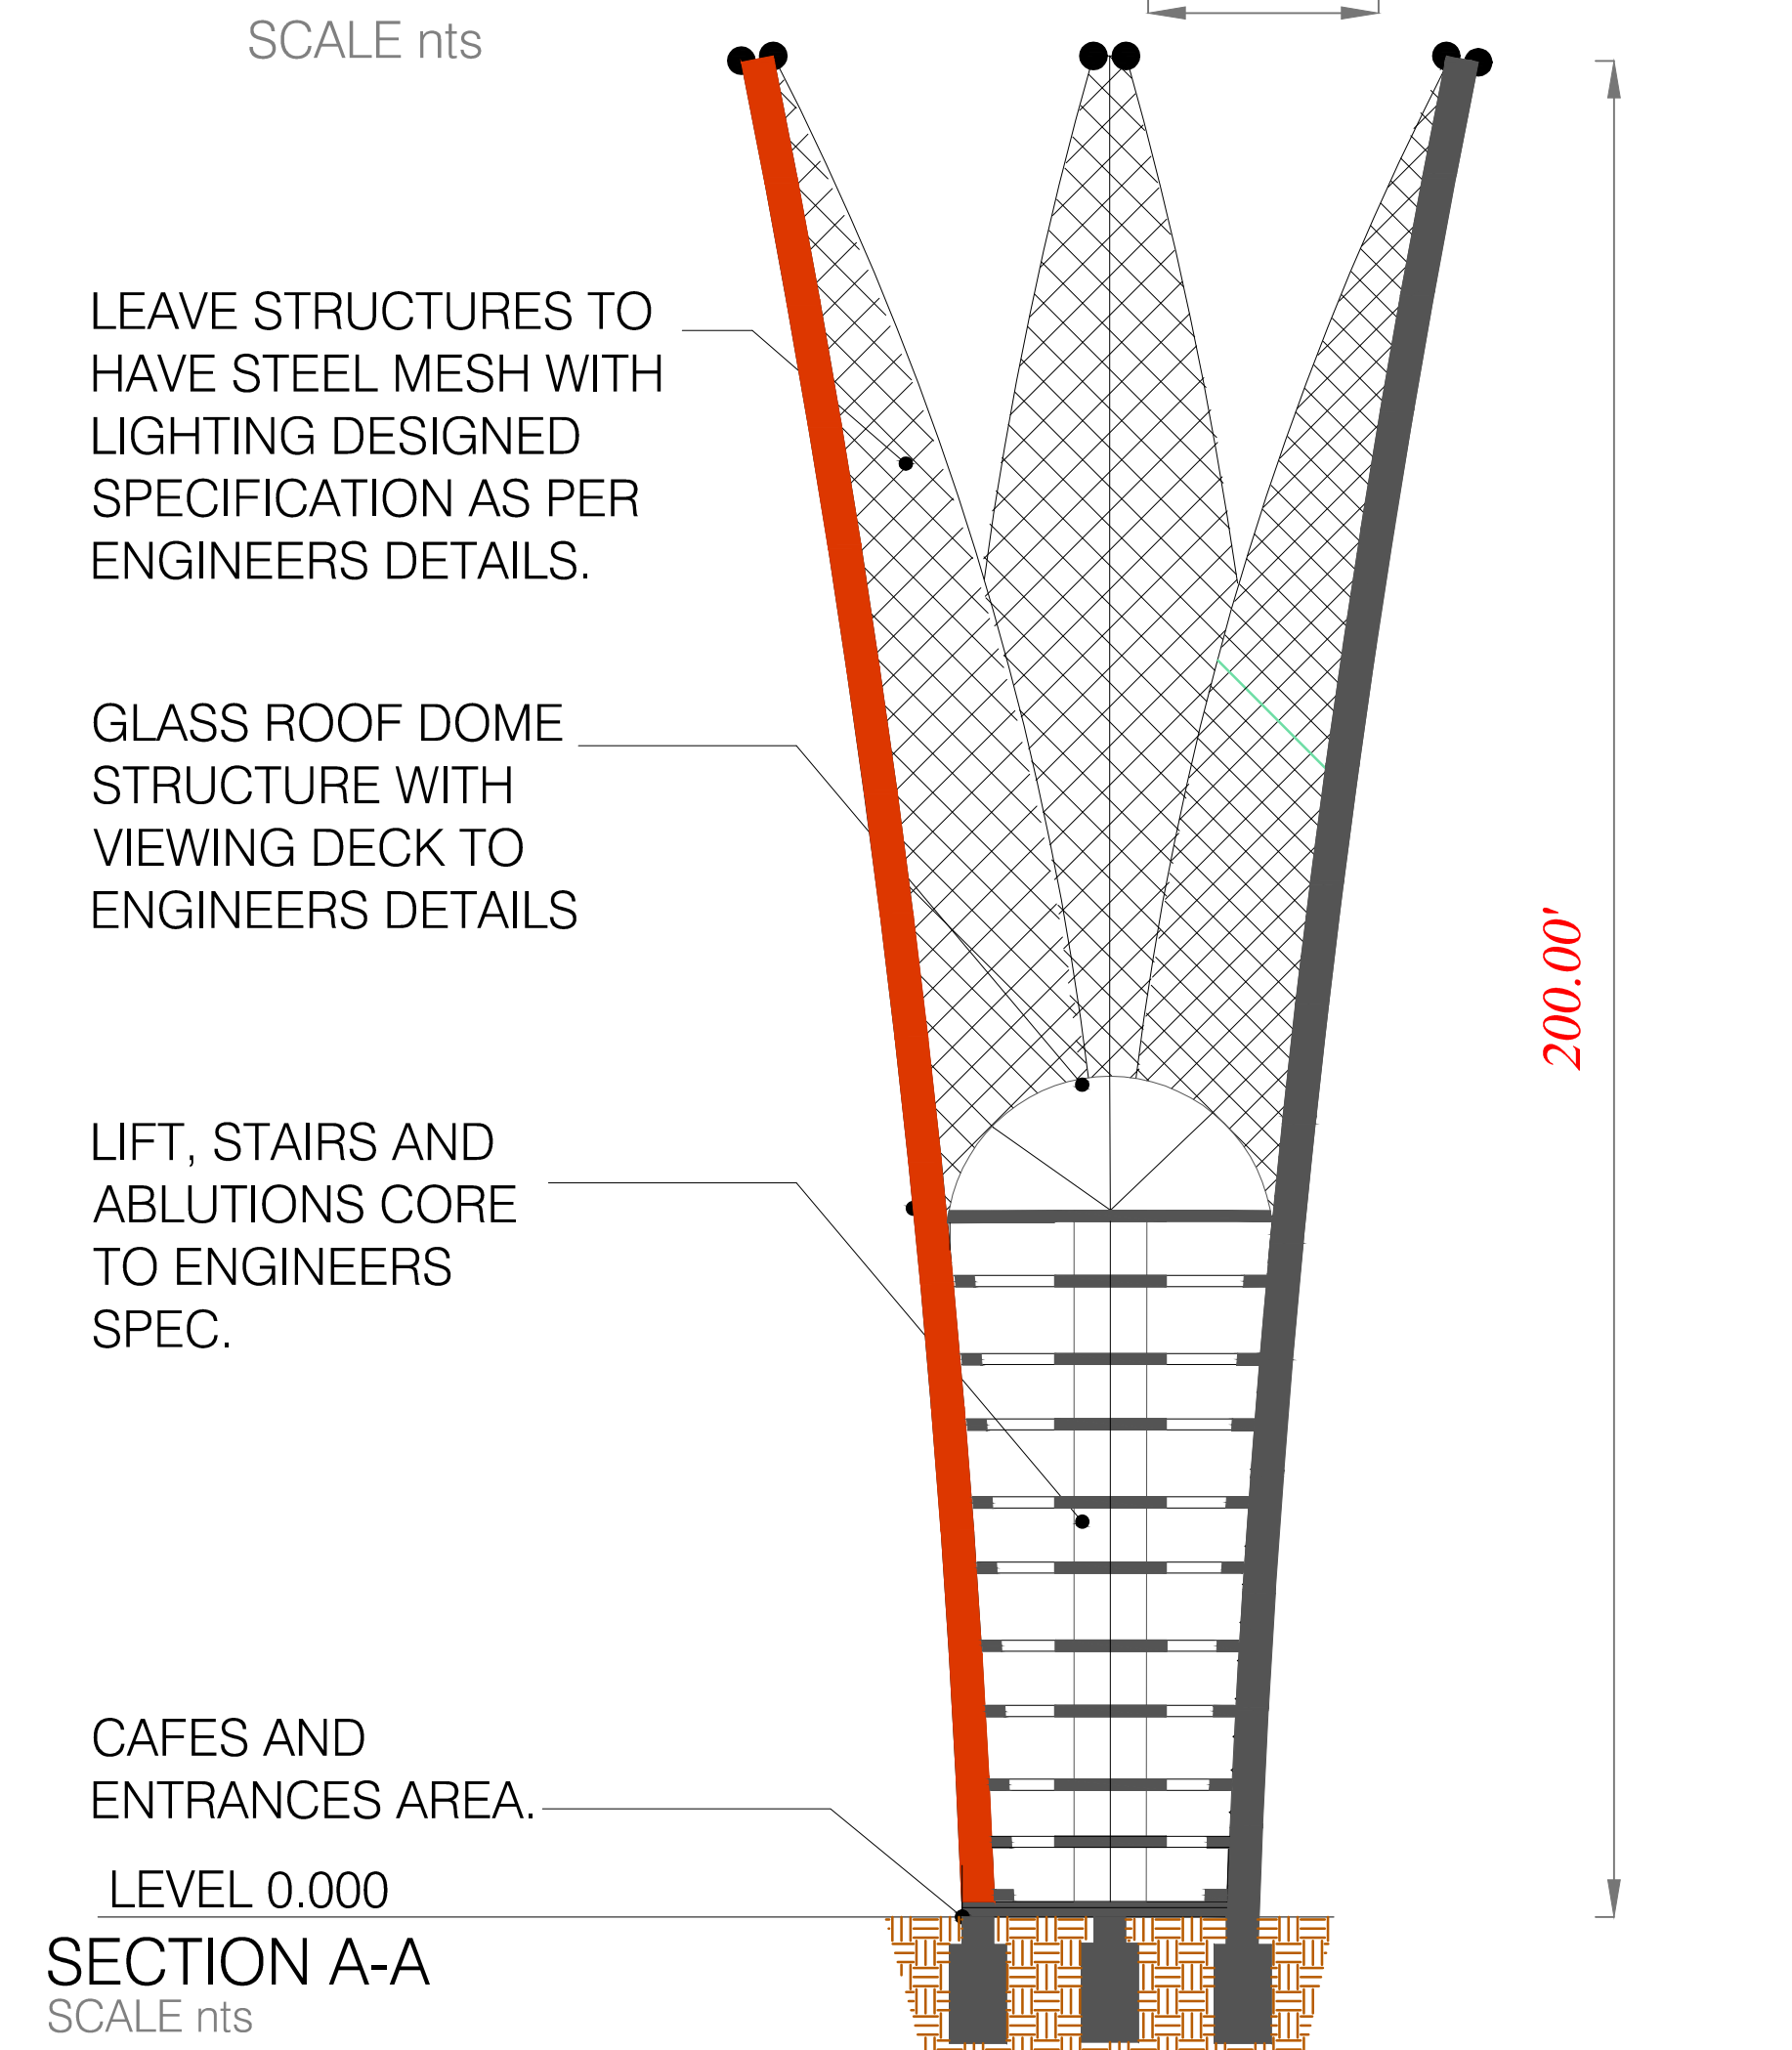 SCALE nts
LEAVE STRUCTURES TO
HAVE STEEL MESH WITH
LIGHTING DESIGNED
SPECIFICATION AS PER
ENGINEERS DETAILS.
GLASS ROOF DOME
STRUCTURE WITH
VIEWING DECK TO
ENGINEERS DETAILS
200.00'
LIFT, STAIRS AND
ABLUTIONS CORE
TO ENGINEERS
SPEC.
CAFES AND
ENTRANCES AREA.
LEVEL 0.000
SECTION A-A
SCALE nts